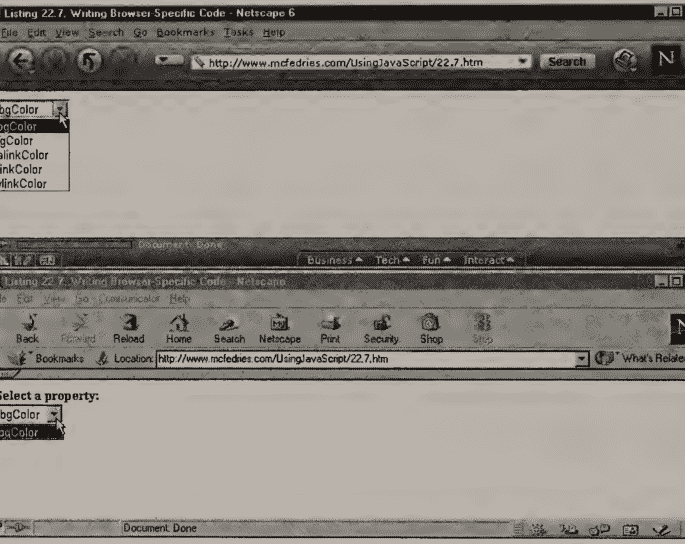 Listing 22.7. Writing Browser-Specific Code - Netscape 6
File Edit View Search Go Bookmarks Tasks Help
http://www.mcfedries.com/UsingJavaScript/22.7.htm Search N
bgColor
bgColor
fgColor
alinkColor
linkColor
vlinkColor
Document: Done
Business Tech Fun Interact
Listing 22.7. Writing Browser-Specific Code - Netscape
Edit View Go Communicator Help
Back Forward Reload Home Search Netscape Print Security Shop Stop
Bookmarks Location: http://www.mcfedries.com/UsingJavaScript/22.7.htm What's Relate
Select a property:
bgColor
bgColor
Document: Done